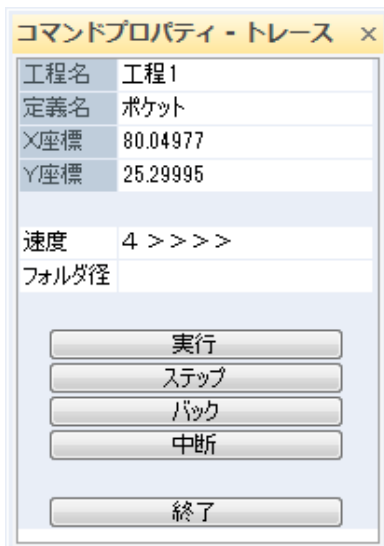 コマンドプロパティ - トレース ×
工程名 工程1
定義名 ポケット
X座標 80.04977
Y座標 25.29995
速度 4 >>>>
フォルダ径
実行
ステップ
バック
中断
終了